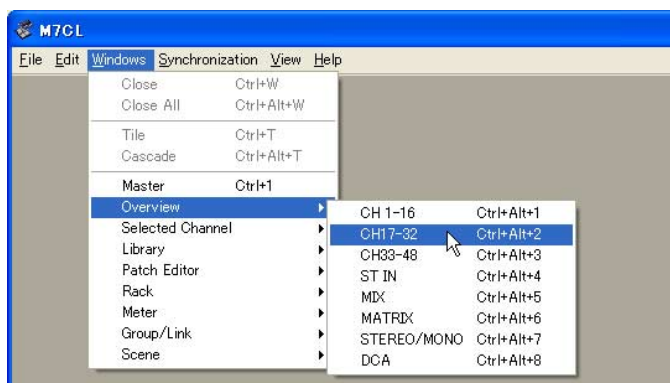 M7CL
File Edit Windows Synchronization View Help
Close Ctrl+W
Close All Ctrl+Alt+W
Tile Ctrl+T
Cascade Ctrl+Alt+T
Master Ctrl+1
Overview
Selected Channel
Library
Patch Editor
Rack
Meter
Group/Link
Scene
CH 1-16 Ctrl+Alt+1
CH17-32 Ctrl+Alt+2
CH33-48 Ctrl+Alt+3
ST IN Ctrl+Alt+4
MIX Ctrl+Alt+5
MATRIX Ctrl+Alt+6
STEREO/MONO Ctrl+Alt+7
DCA Ctrl+Alt+8